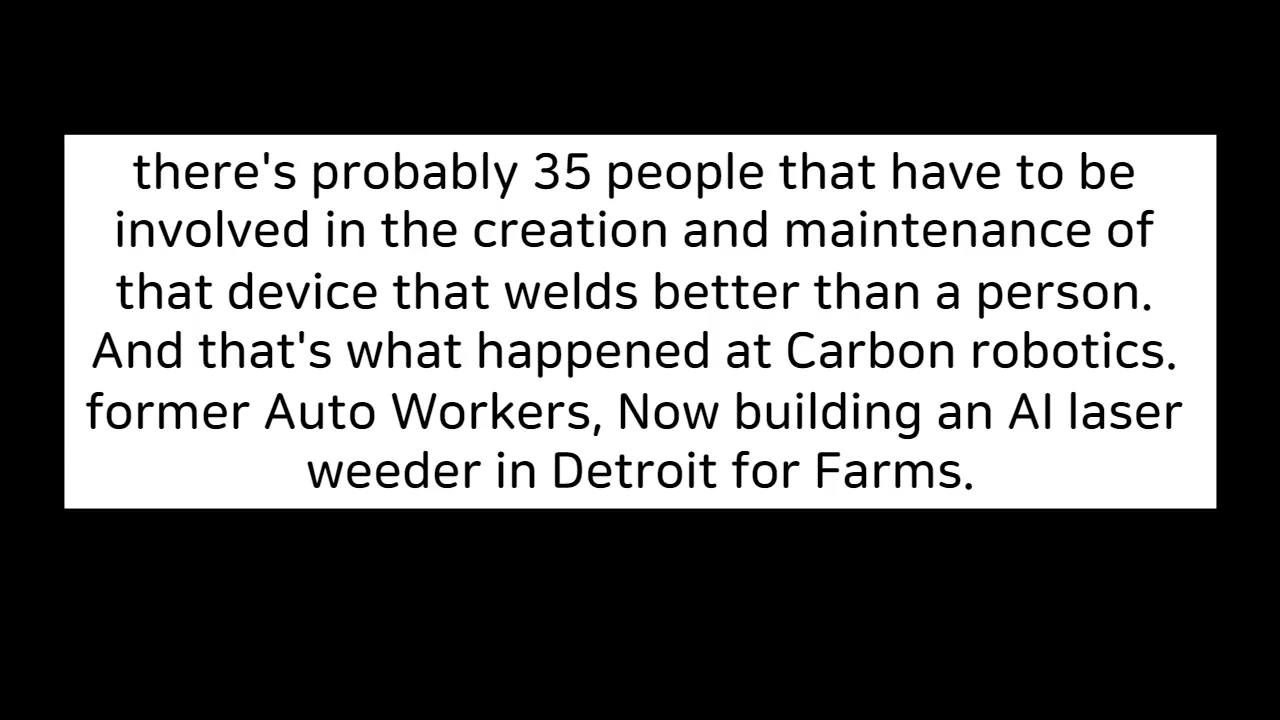 there's probably 35 people that have to be
involved in the creation and maintenance of
that device that welds better than a person.
And that's what happened at Carbon robotics.
former Auto Workers, Now building an AI laser
weeder in Detroit for Farms.